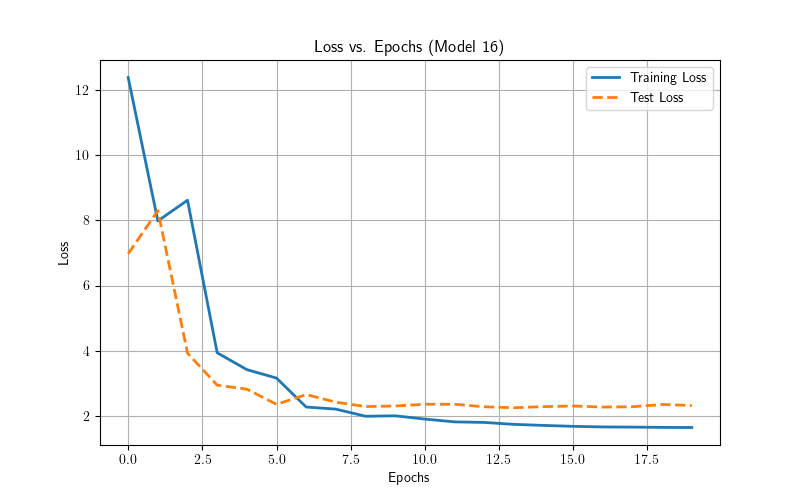 Loss vs. Epochs (Model 16)
Training Loss
Test Loss
12
10
8
6
4
2
Loss
0.0 2.5 5.0 7.5 10.0 12.5 15.0 17.5
Epochs